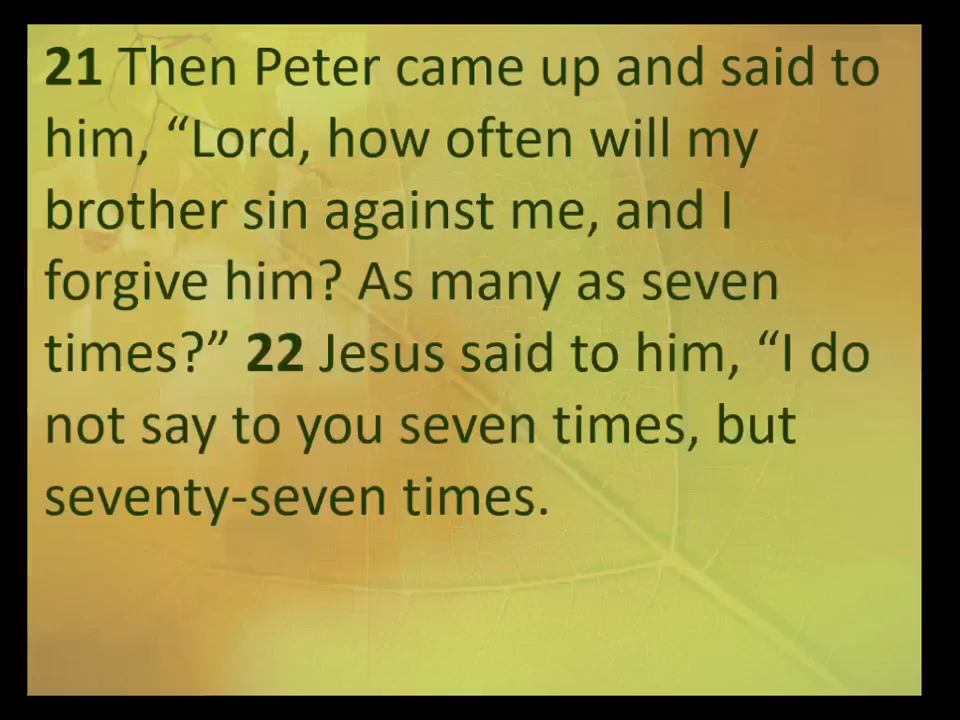 21 Then Peter came up and said to
him, “Lord, how often will my
brother sin against me, and I
forgive him? As many as seven
times?” 22 Jesus said to him, “I do
not say to you seven times, but
seventy-seven times.